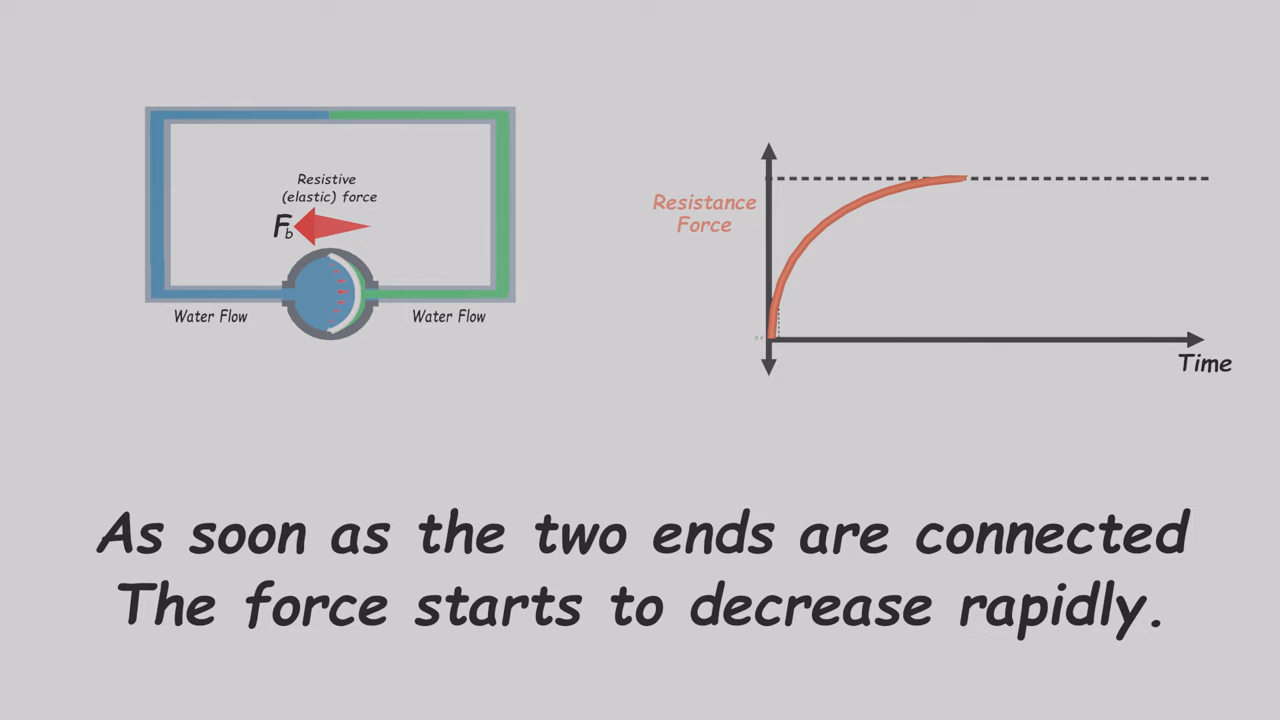 Resistive
(elastic) force
Fb
Water Flow
Water Flow
Resistance
Force
Time
As soon as the two ends are connected
The force starts to decrease rapidly.